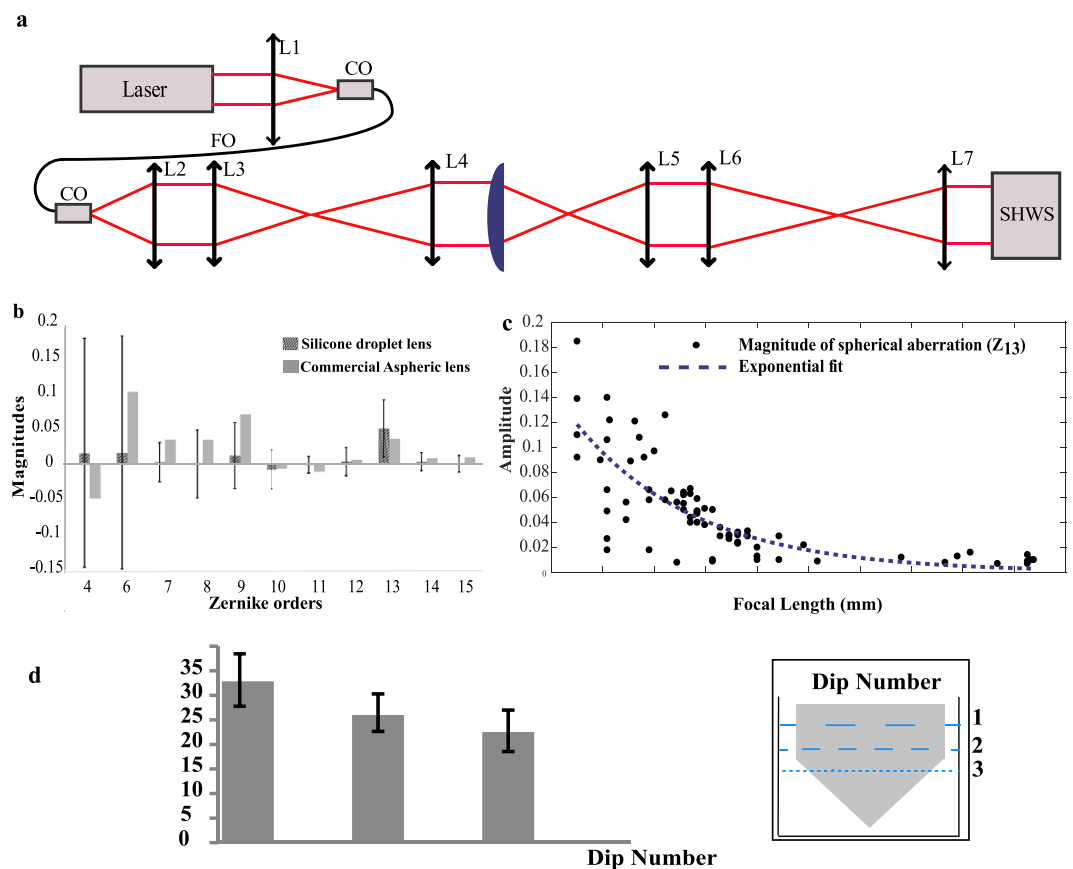 a
L1
CO
Laser
FO
L2
L3
L4
L5
L6
L7
CO
SHWS
b
0.2
0.15
0.1
0.05
0
-0.05
-0.1
-0.15
Magnitudes
Silicone droplet lens
Commercial Aspheric lens
4 6 7 8 9 10 11 12 13 14 15
Zernike orders
c
0.2
0.18
0.16
0.14
0.12
0.1
0.08
0.06
0.04
0.02
0
Amplitude
Magnitude of spherical aberration (Z13)
Exponential fit
Focal Length (mm)
d
35
30
25
20
15
10
5
0
Dip Number
Dip Number
1
2
3